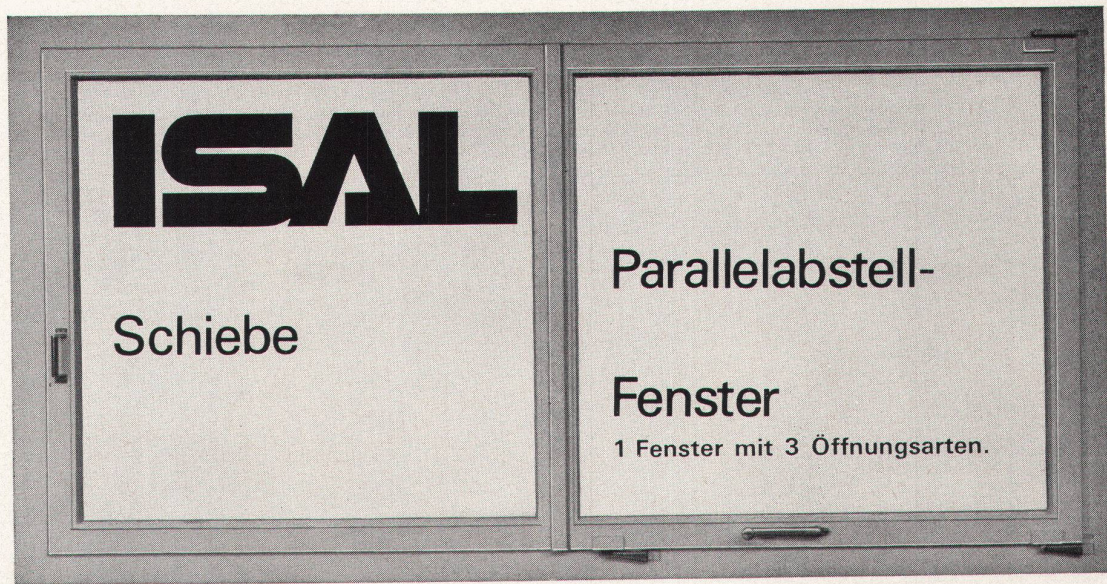 ISAL
Schiebe
Parallelabstell-
Fenster
1 Fenster mit 3 Öffnungsarten.